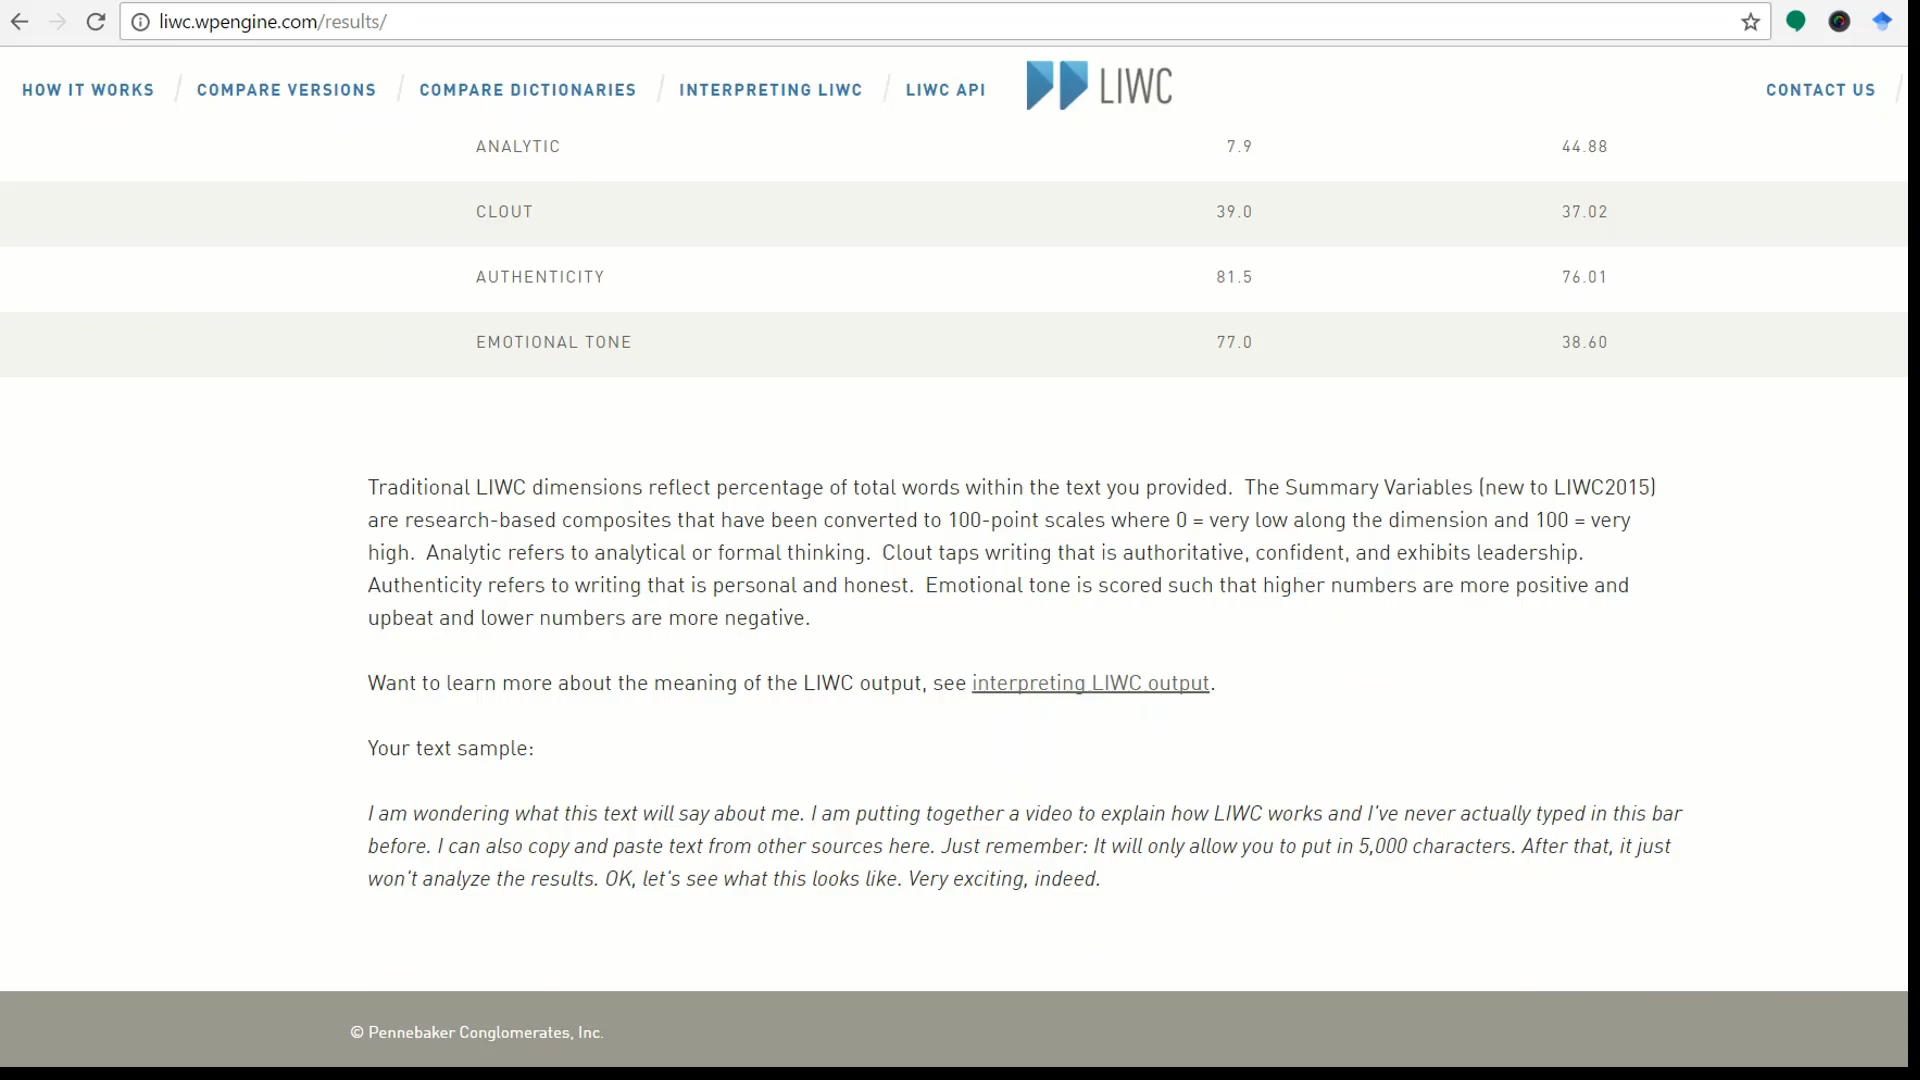 liwc.wpengine.com/results/
HOW IT WORKS / COMPARE VERSIONS / COMPARE DICTIONARIES / INTERPRETING LIWC / LIWC API LIWC CONTACT US /
ANALYTIC 7.9 44.88
CLOUT 39.0 37.02
AUTHENTICITY 81.5 76.01
EMOTIONAL TONE 77.0 38.60
Traditional LIWC dimensions reflect percentage of total words within the text you provided. The Summary Variables (new to LIWC2015)
are research-based composites that have been converted to 100-point scales where 0 = very low along the dimension and 100 = very
high. Analytic refers to analytical or formal thinking. Clout taps writing that is authoritative, confident, and exhibits leadership.
Authenticity refers to writing that is personal and honest. Emotional tone is scored such that higher numbers are more positive and
upbeat and lower numbers are more negative.
Want to learn more about the meaning of the LIWC output, see interpreting LIWC output.
Your text sample:
I am wondering what this text will say about me. I am putting together a video to explain how LIWC works and I've never actually typed in this bar
before. I can also copy and paste text from other sources here. Just remember: It will only allow you to put in 5,000 characters. After that, it just
won't analyze the results. OK, let's see what this looks like. Very exciting, indeed.
© Pennebaker Conglomerates, Inc.